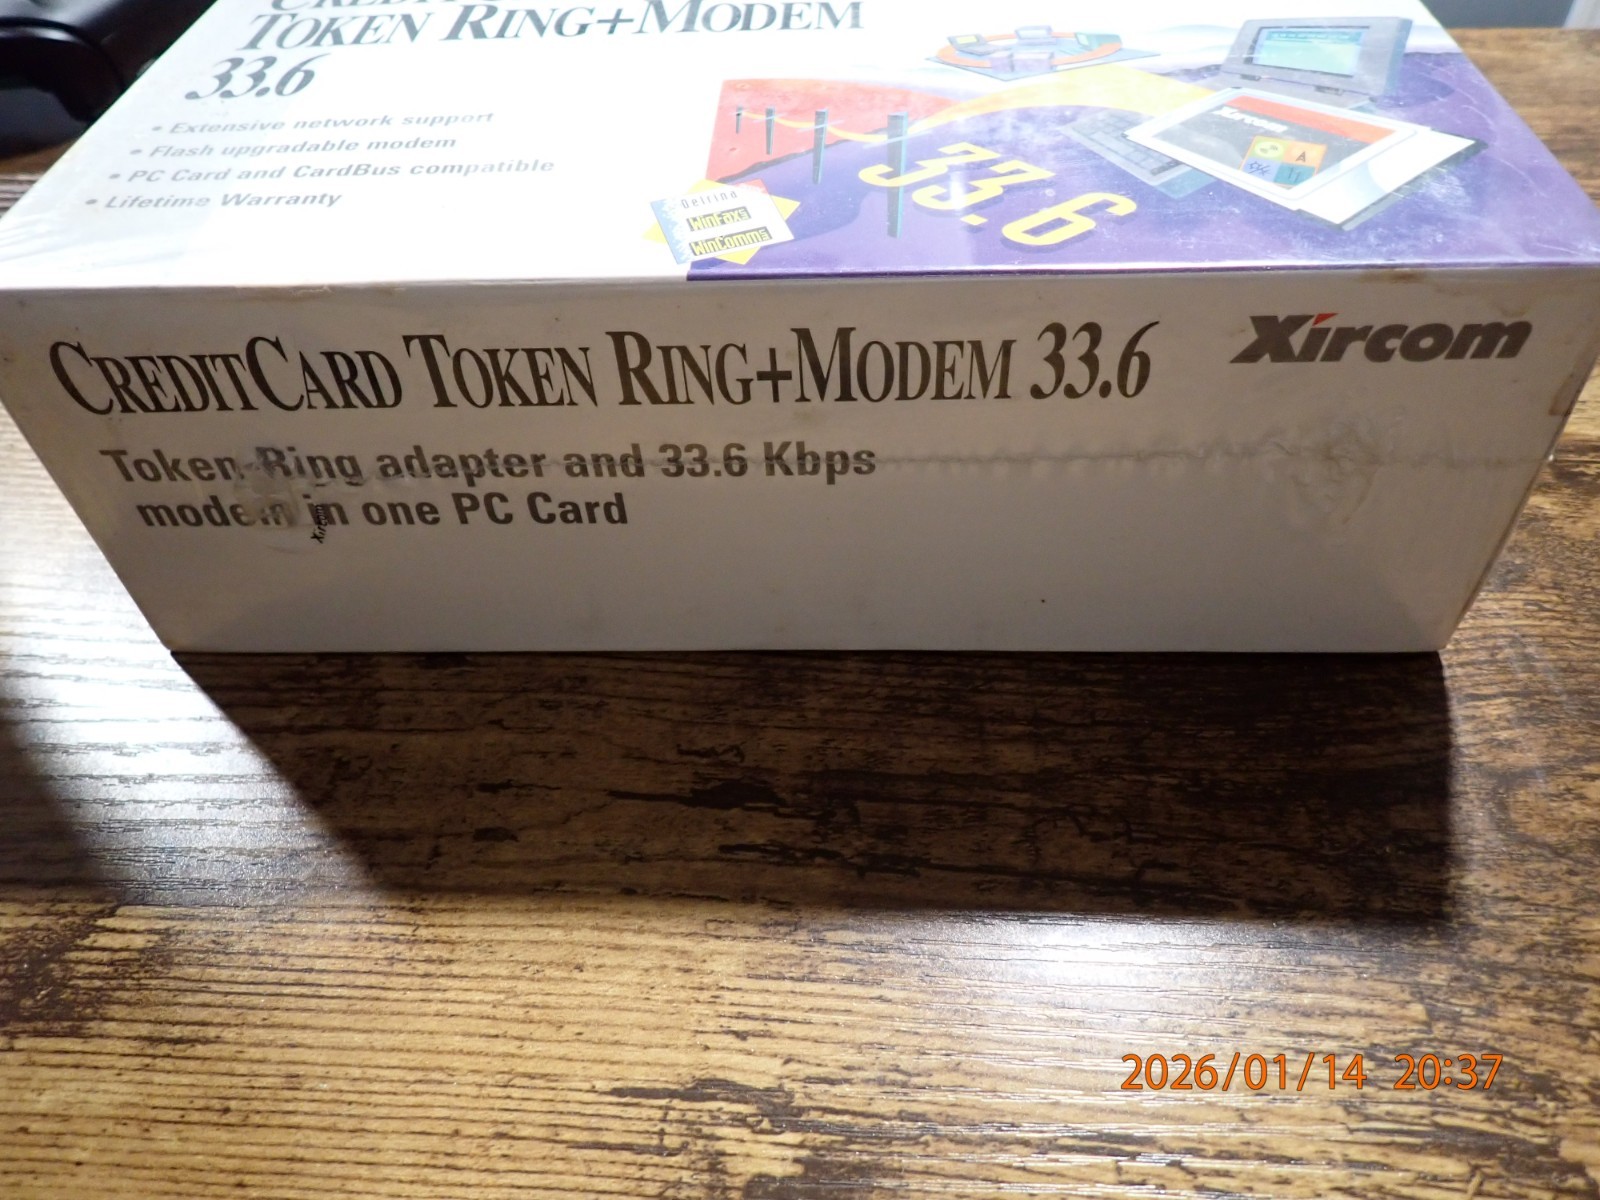 TOKEN RING+MODEM
33.6
• Extensive network support
• Flash upgradable modem
• PC Card and CardBus compatible
• Lifetime Warranty
Delrina
WinFax
WinComm
33.6
Xircom
CREDITCARD TOKEN RING+MODEM 33.6
Xircom
Token Ring adapter and 33.6 Kbps
modem in one PC Card
Xircom
2026/01/14 20:37